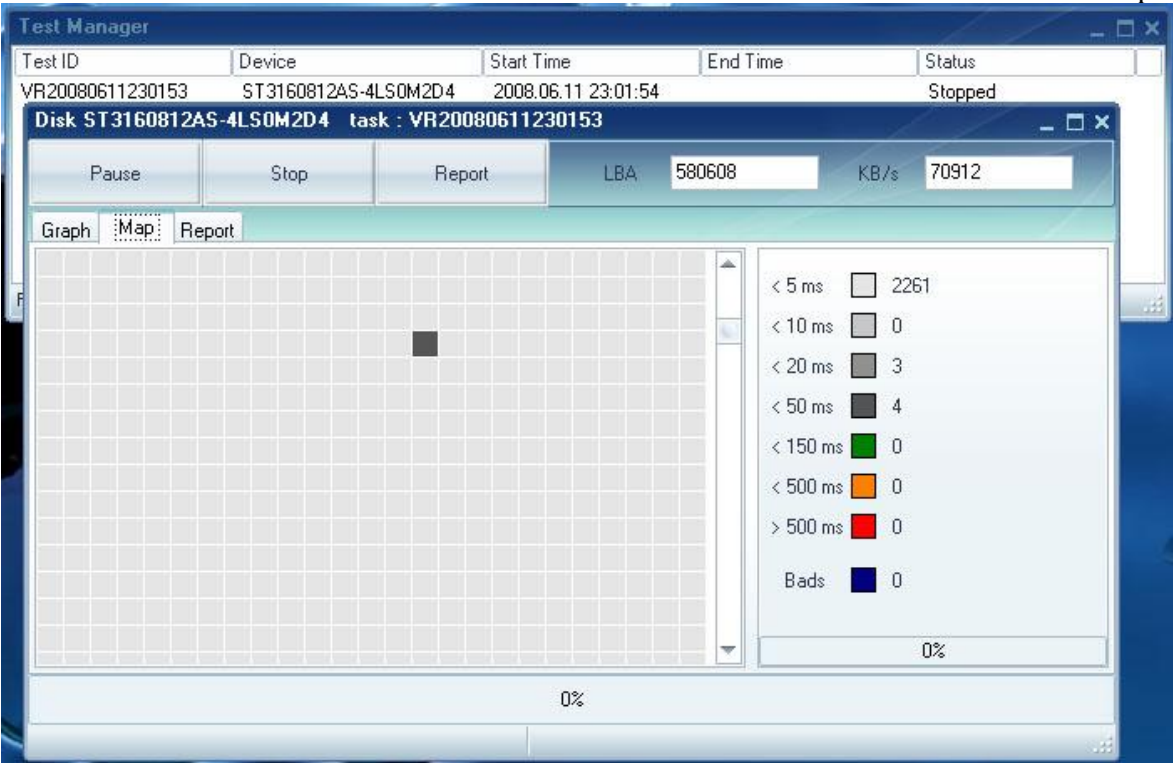 Test Manager
Test ID Device Start Time End Time Status
VR20080611230153 ST3160812AS-4LS0M2D4 2008.06.11 23:01:54 Stopped
Disk ST3160812AS-4LS0M2D4 task : VR20080611230153
Pause Stop Report LBA 580608 KB/s 70912
Graph Map Report
< 5 ms 2261
< 10 ms 0
< 20 ms 3
< 50 ms 4
< 150 ms 0
< 500 ms 0
> 500 ms 0
Bads 0
0%
0%